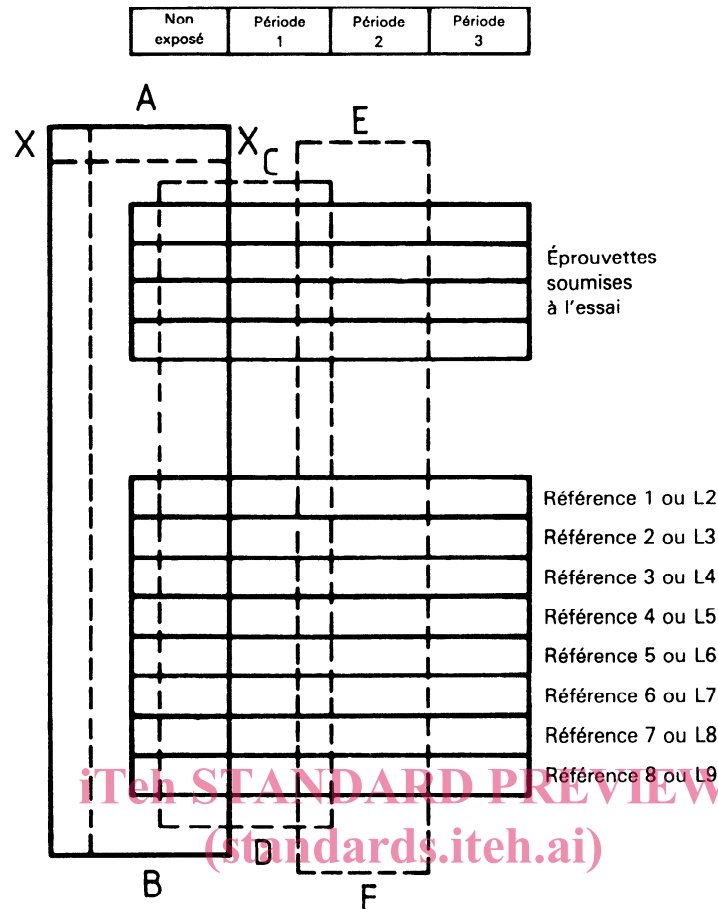 Non exposé
Période 1
Période 2
Période 3
A
X
X
C
E
Éprouvettes
soumises
à l'essai
Référence 1 ou L2
Référence 2 ou L3
Référence 3 ou L4
Référence 4 ou L5
Référence 5 ou L6
Référence 6 ou L7
Référence 7 ou L8
Référence 8 ou L9
iTeh STANDARD PREVIEW
(standards.iteh.ai)
D
B
F